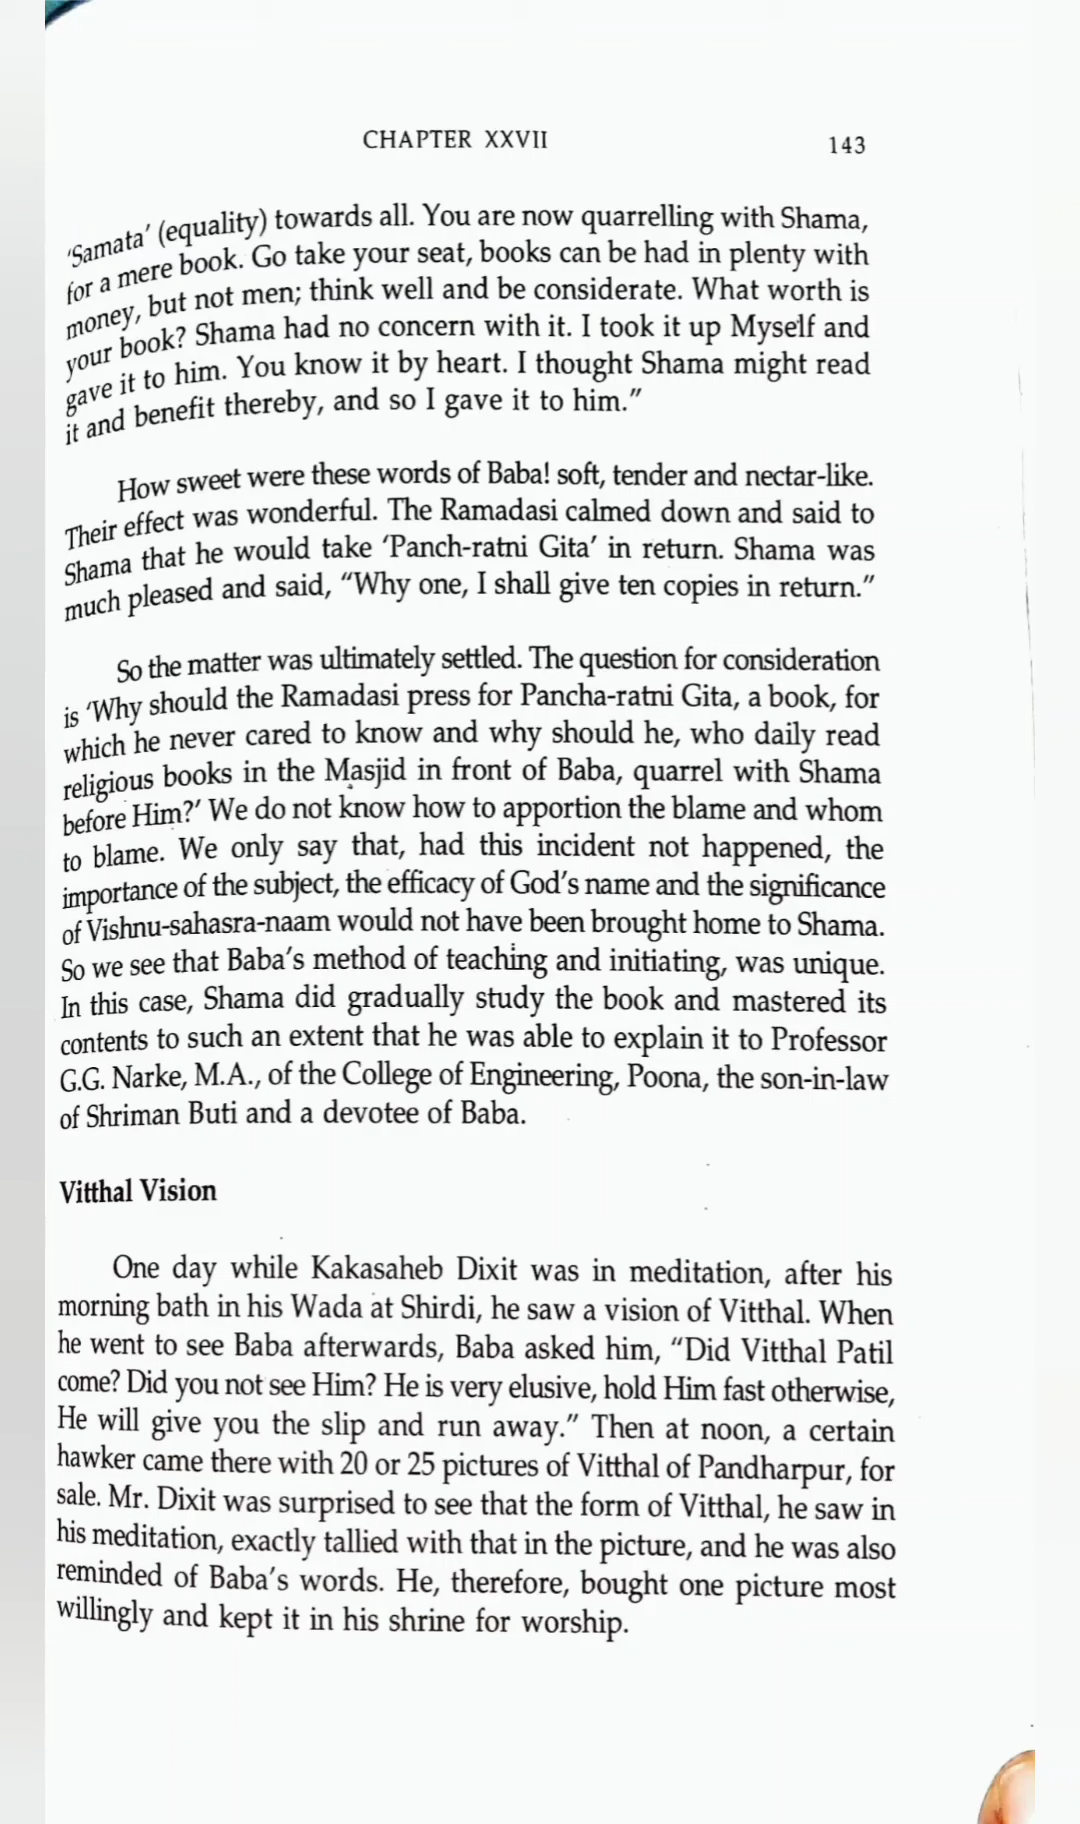 CHAPTER XXVII 143
'Samata' (equality) towards all. You are now quarrelling with Shama,
for a mere book. Go take your seat, books can be had in plenty with
money, but not men; think well and be considerate. What worth is
your book? Shama had no concern with it. I took it up Myself and
gave it to him. You know it by heart. I thought Shama might read
it and benefit thereby, and so I gave it to him."
How sweet were these words of Baba! soft, tender and nectar-like.
Their effect was wonderful. The Ramadasi calmed down and said to
Shama that he would take 'Panch-ratni Gita' in return. Shama was
much pleased and said, "Why one, I shall give ten copies in return."
So the matter was ultimately settled. The question for consideration
is 'Why should the Ramadasi press for Pancha-ratni Gita, a book, for
which he never cared to know and why should he, who daily read
religious books in the Masjid in front of Baba, quarrel with Shama
before Him?' We do not know how to apportion the blame and whom
to blame. We only say that, had this incident not happened, the
importance of the subject, the efficacy of God's name and the significance
of Vishnu-sahasra-naam would not have been brought home to Shama.
So we see that Baba's method of teaching and initiating, was unique.
In this case, Shama did gradually study the book and mastered its
contents to such an extent that he was able to explain it to Professor
G.G. Narke, M.A., of the College of Engineering, Poona, the son-in-law
of Shriman Buti and a devotee of Baba.
Vitthal Vision
One day while Kakasaheb Dixit was in meditation, after his
morning bath in his Wada at Shirdi, he saw a vision of Vitthal. When
he went to see Baba afterwards, Baba asked him, "Did Vitthal Patil
come? Did you not see Him? He is very elusive, hold Him fast otherwise,
He will give you the slip and run away." Then at noon, a certain
hawker came there with 20 or 25 pictures of Vitthal of Pandharpur, for
sale. Mr. Dixit was surprised to see that the form of Vitthal, he saw in
his meditation, exactly tallied with that in the picture, and he was also
reminded of Baba's words. He, therefore, bought one picture most
willingly and kept it in his shrine for worship.